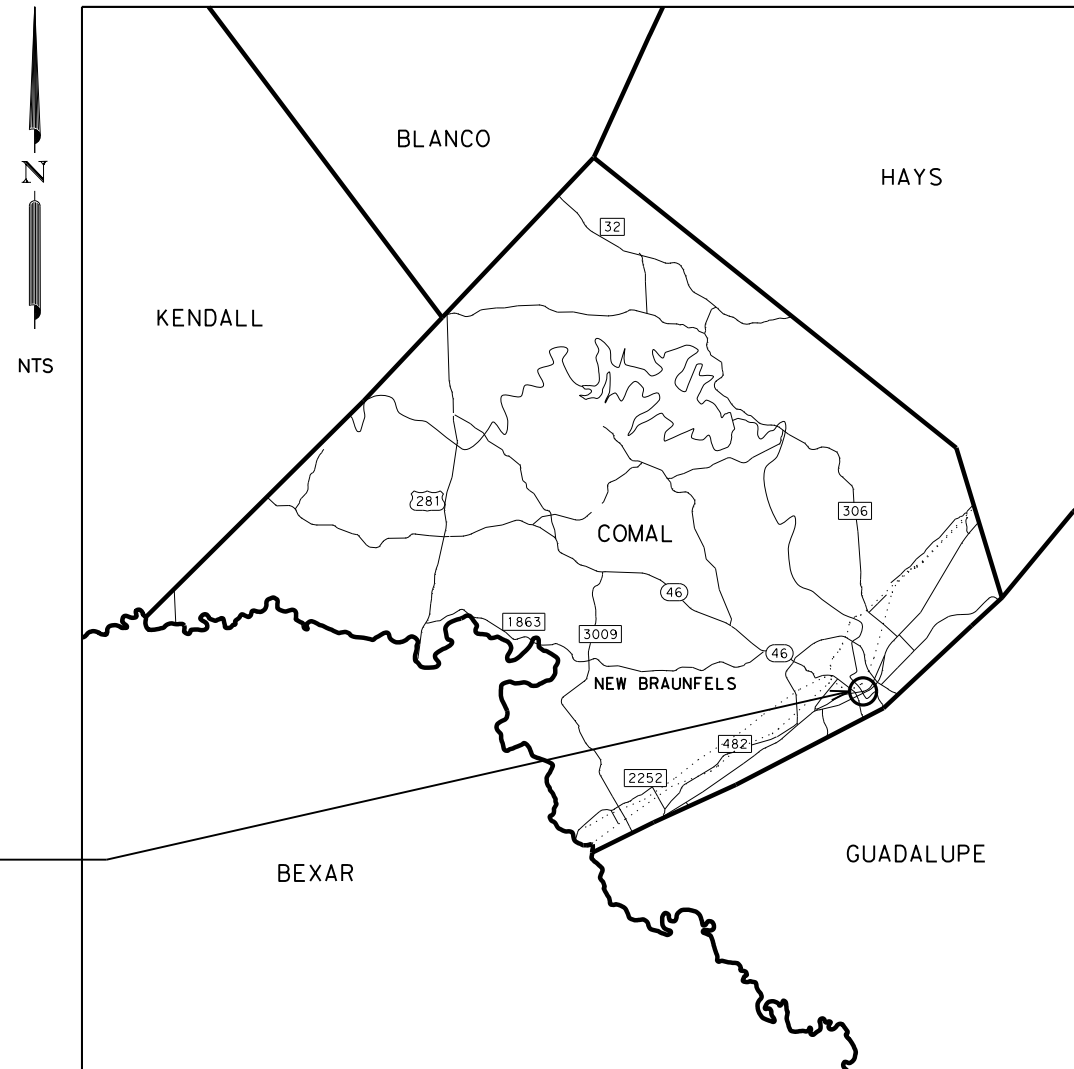 BLANCO
N
HAYS
32
KENDALL
NTS
281
306
COMAL
46
1863
3009
46
NEW BRAUNFELS
482
2252
GUADALUPE
BEXAR